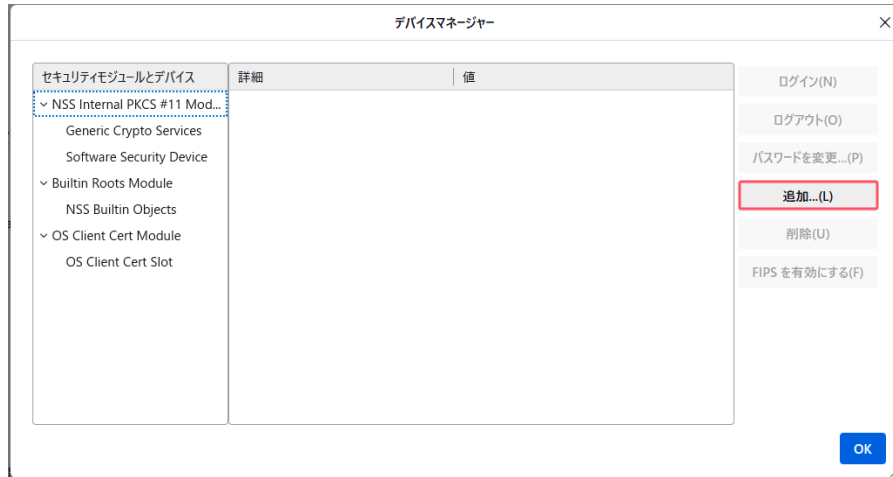 デバイスマネージャー
セキュリティモジュールとデバイス
詳細
値
NSS Internal PKCS #11 Mod...
Generic Crypto Services
Software Security Device
Builtin Roots Module
NSS Builtin Objects
OS Client Cert Module
OS Client Cert Slot
ログイン(N)
ログアウト(O)
パスワードを変更...(P)
追加...(L)
削除(U)
FIPS を有効にする(F)
OK